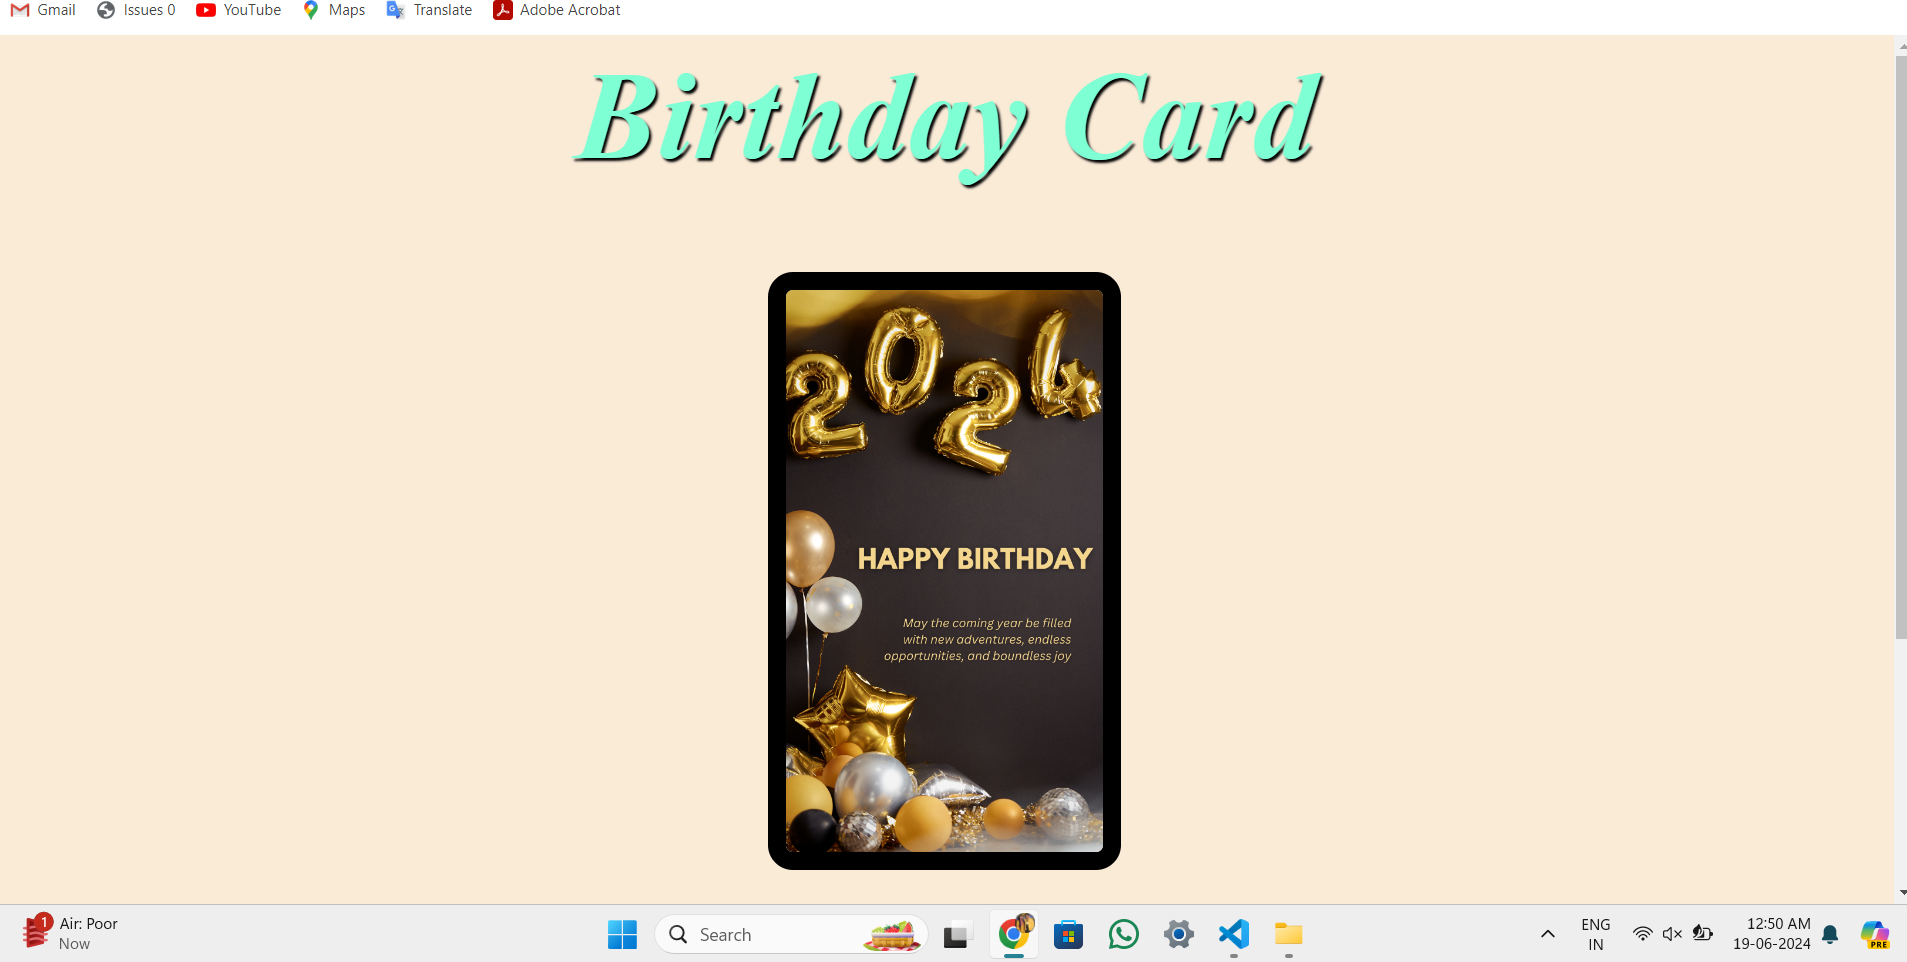 Gmail Issues 0 YouTube Maps Translate Adobe Acrobat
Birthday Card
2024
HAPPY BIRTHDAY
May the coming year be filled
with new adventures, endless
opportunities, and boundless joy
1 Air: Poor
Now
Search
PRE
ENG
IN
12:50 AM
19-06-2024